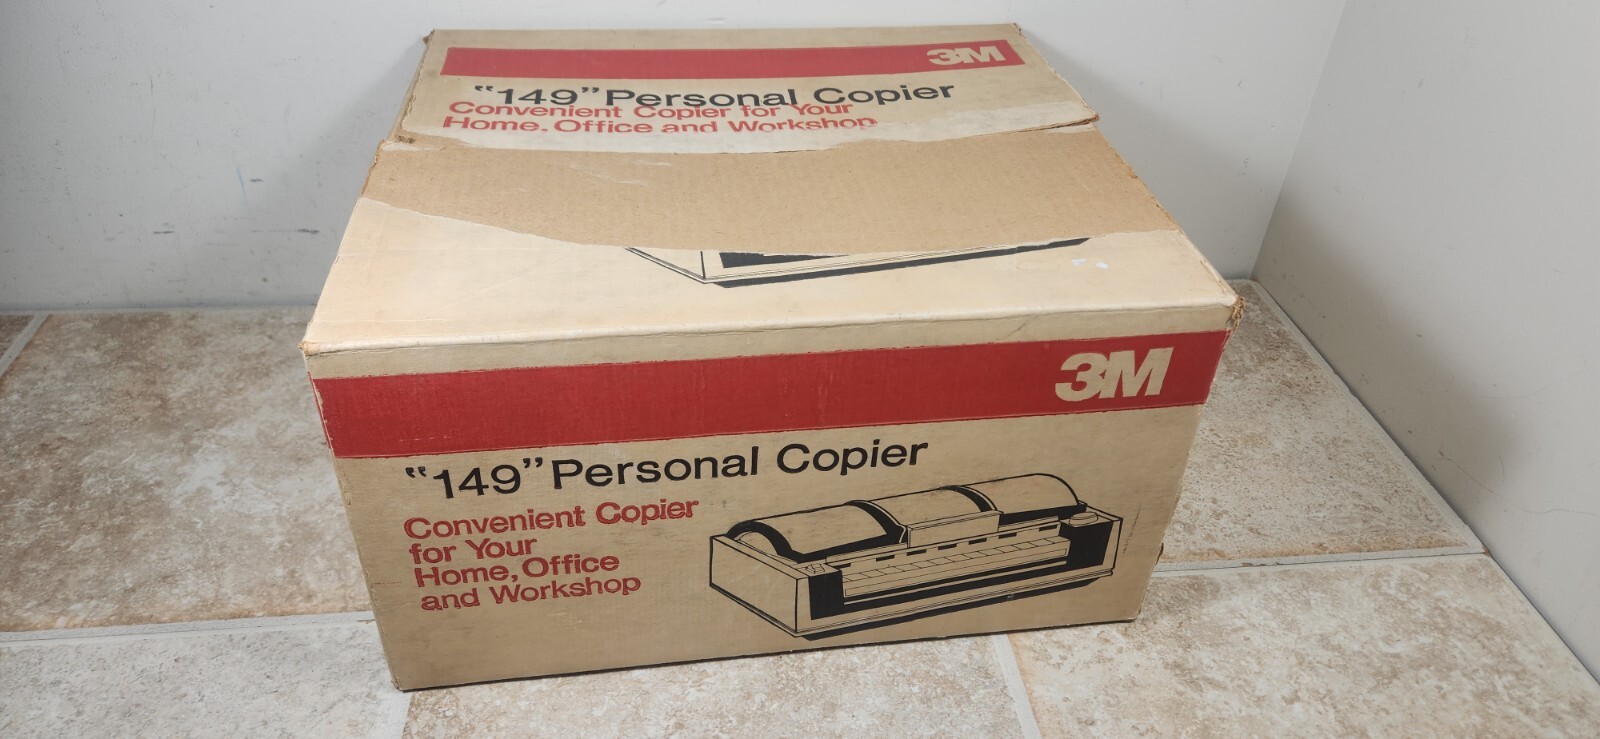 3M
“149” Personal Copier
Convenient Copier for Your
Home, Office and Workshop
3M
“149” Personal Copier
Convenient Copier
for Your
Home, Office
and Workshop